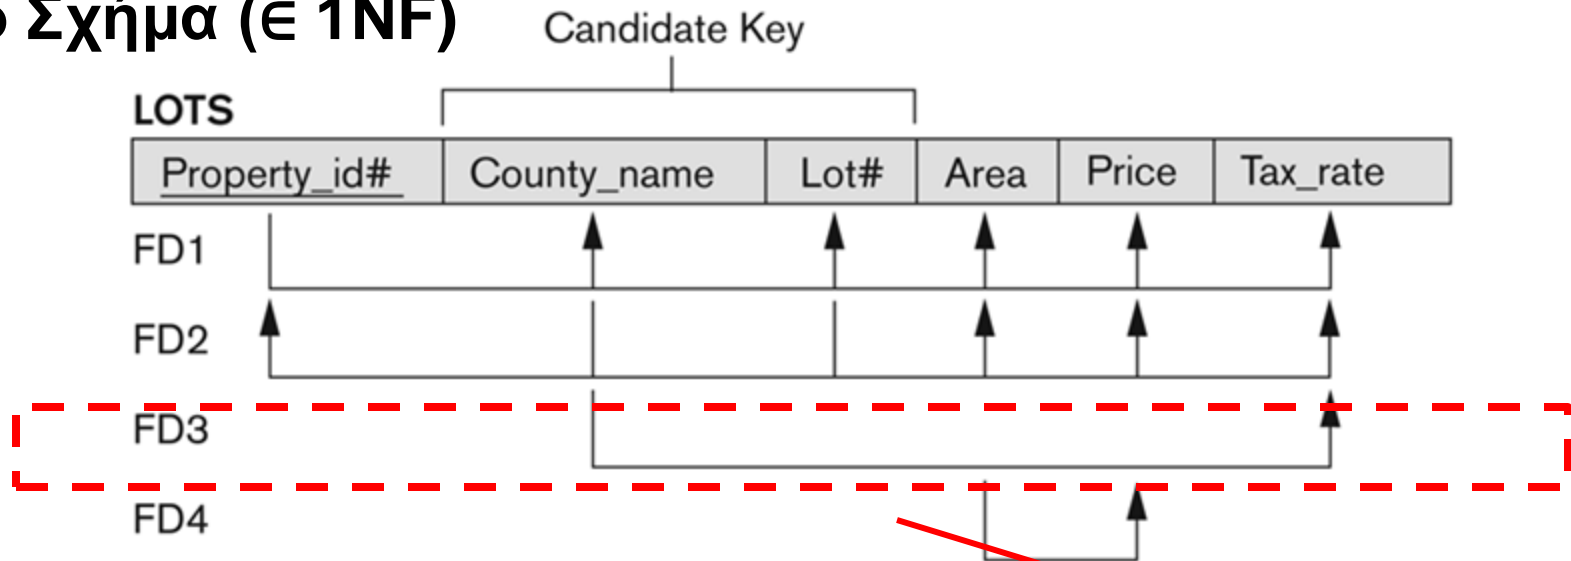 Σχήμα (∈ 1NF)
Candidate Key
LOTS
Property_id# County_name Lot# Area Price Tax_rate
FD1
FD2
FD3
FD4